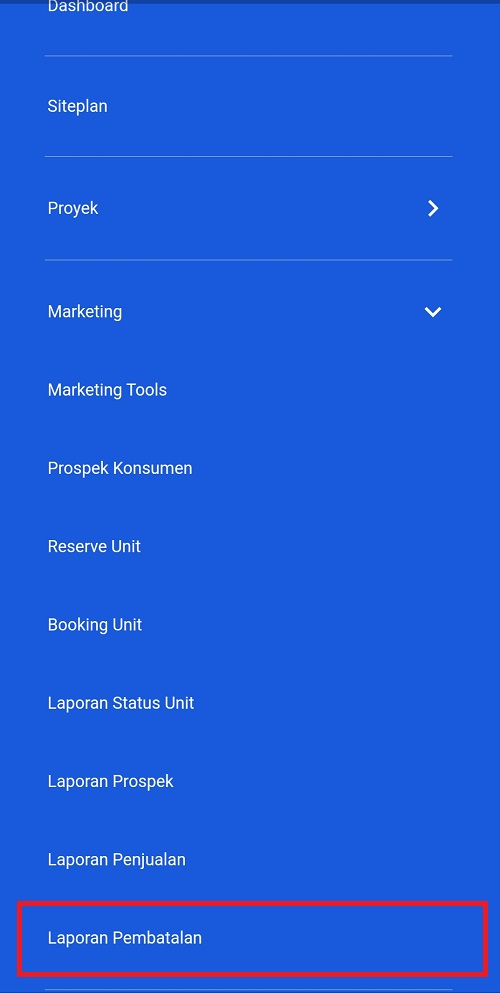 Dashboard
Siteplan
Proyek
Marketing
Marketing Tools
Prospek Konsumen
Reserve Unit
Booking Unit
Laporan Status Unit
Laporan Prospek
Laporan Penjualan
Laporan Pembatalan